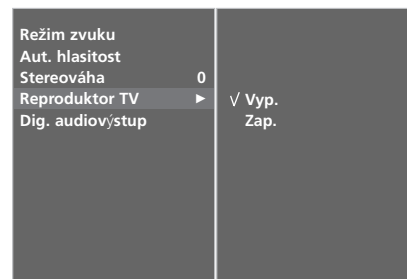 Režim zvuku
Aut. hlasitost
Stereováha 0
Reproduktor TV ►
Dig. audiovýstup
√ Vyp.
Zap.